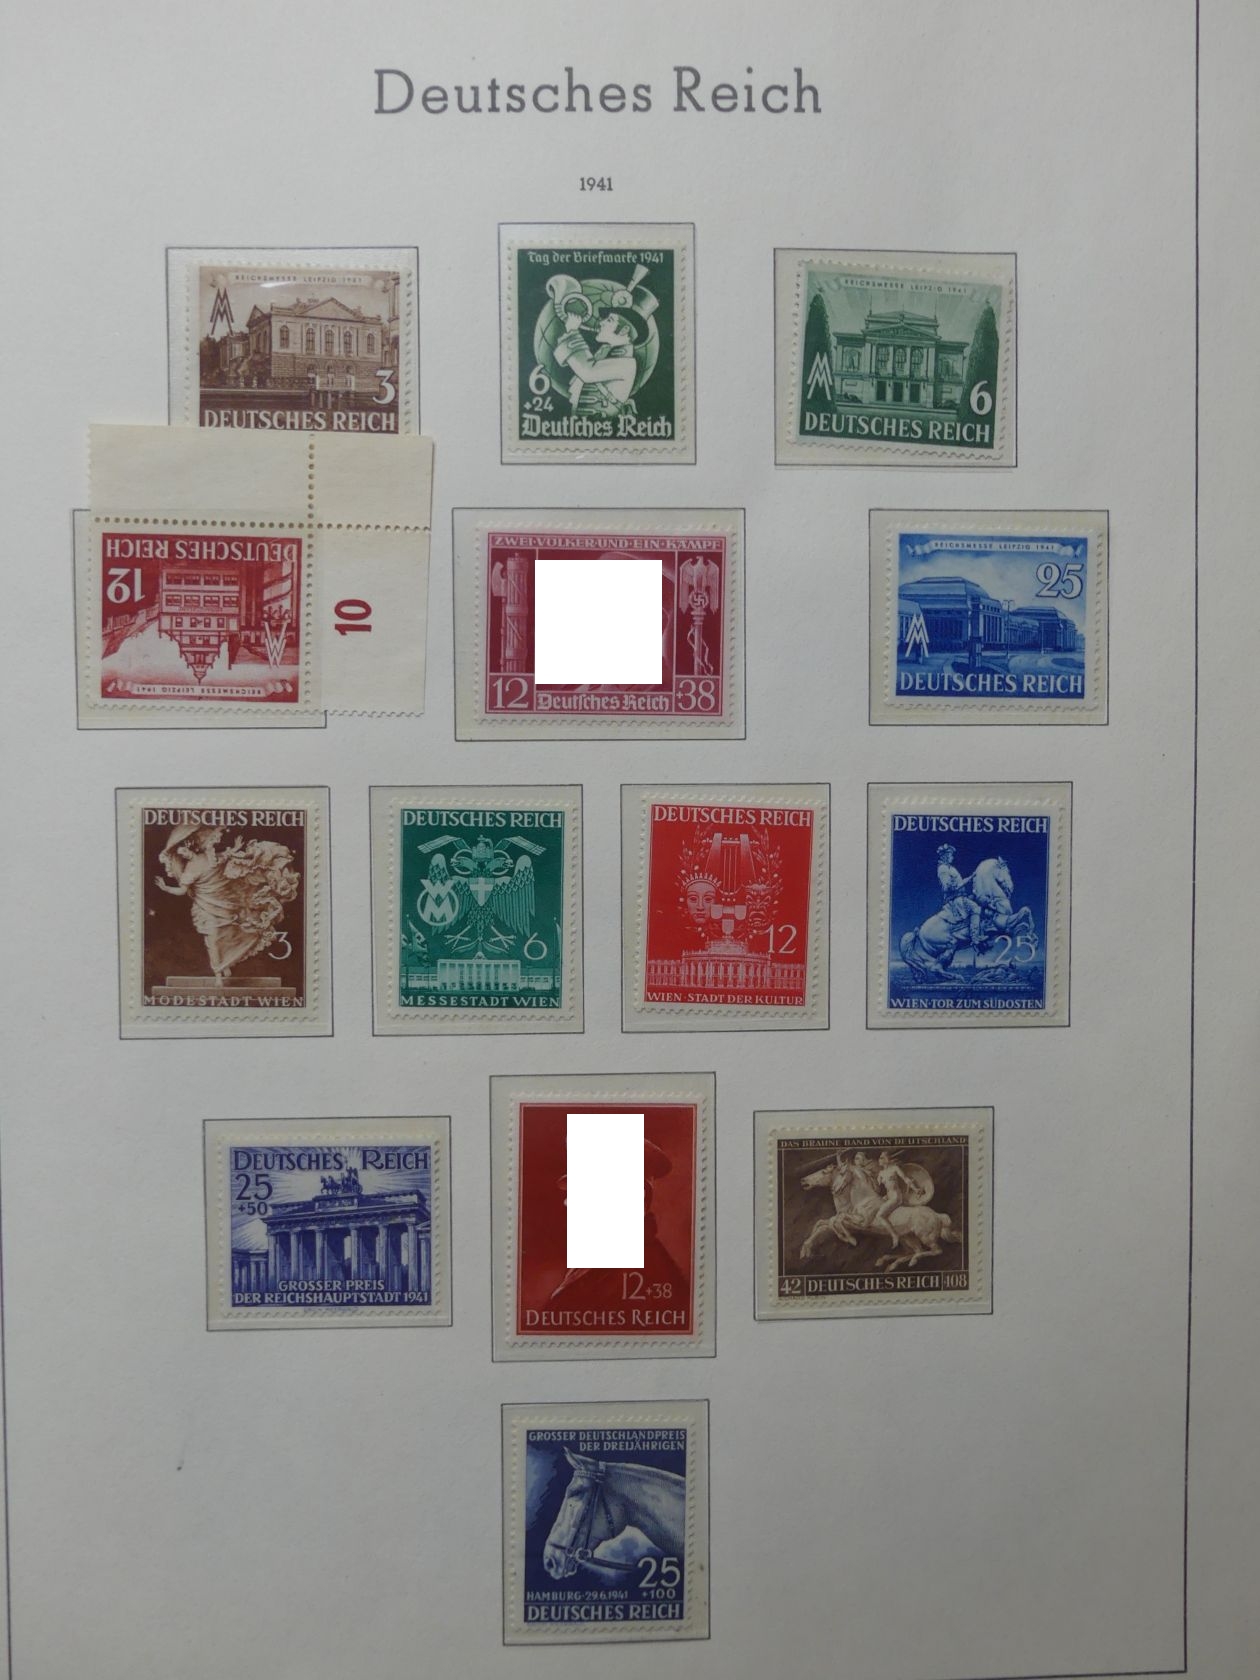 Deutsches Reich
1941
REICHSMESSE LEIPZIG 1941
3
DEUTSCHES REICH
Tag der Briefmarke 1941
6
+24
Deutsches Reich
REICHSMESSE LEIPZIG 1941
6
DEUTSCHES REICH
DEUTSCHES REICH
12
REICHSMESSE LEIPZIG 1941
10
ZWEI·VÖLKER·UND·EIN·KAMPF
12 Deutsches Reich +38
REICHSMESSE LEIPZIG 1941
25
DEUTSCHES REICH
DEUTSCHES REICH
3
MODESTADT WIEN
DEUTSCHES REICH
6
MESSESTADT WIEN
DEUTSCHES REICH
12
WIEN·STADT DER KULTUR
DEUTSCHES REICH
25
WIEN·TOR ZUM SÜDOSTEN
DEUTSCHES REICH
25
+50
GROSSER PREIS
DER REICHSHAUPTSTADT 1941
12+38
DEUTSCHES REICH
DAS BRAUNE BAND VON DEUTSCHLAND
42 DEUTSCHES REICH 108
GROSSER DEUTSCHLANDPREIS
DER DREIJÄHRIGEN
25
+100
HAMBURG·29.6.1941
DEUTSCHES REICH